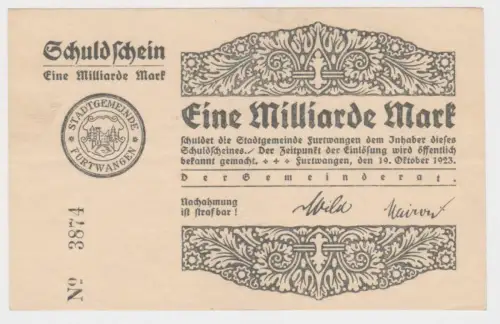 Schuldschein
Eine Milliarde Mark
STADTGEMEINDE
FURTWANGEN
No 3874
Eine Milliarde Mark
schuldet die Stadtgemeinde Furtwangen dem Inhaber dieses
Schuldscheines. Der Zeitpunkt der Einlösung wird öffentlich
bekannt gemacht. + + + Furtwangen, den 19. Oktober 1923.
Der Gemeinderat.
Nachahmung
ist strafbar!
Wild